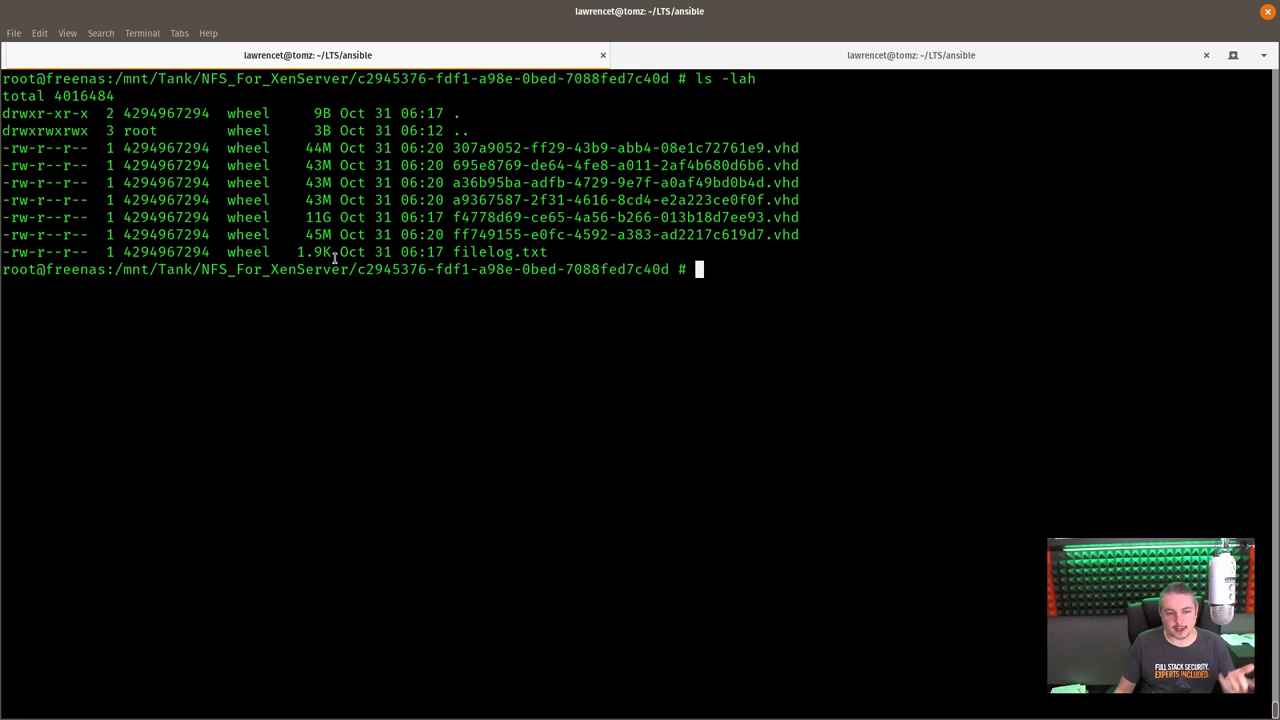 lawrencet@tomz: ~/LTS/ansible
File Edit View Search Terminal Tabs Help
lawrencet@tomz: ~/LTS/ansible × lawrencet@tomz: ~/LTS/ansible ×
root@freenas:/mnt/Tank/NFS_For_XenServer/c2945376-fdf1-a98e-0bed-7088fed7c40d # ls -lah
total 4016484
drwxr-xr-x 2 4294967294 wheel 9B Oct 31 06:17 .
drwxrwxrwx 3 root wheel 3B Oct 31 06:12 ..
-rw-r--r-- 1 4294967294 wheel 44M Oct 31 06:20 307a9052-ff29-43b9-abb4-08e1c72761e9.vhd
-rw-r--r-- 1 4294967294 wheel 43M Oct 31 06:20 695e8769-de64-4fe8-a011-2af4b680d6b6.vhd
-rw-r--r-- 1 4294967294 wheel 43M Oct 31 06:20 a36b95ba-adfb-4729-9e7f-a0af49bd0b4d.vhd
-rw-r--r-- 1 4294967294 wheel 43M Oct 31 06:20 a9367587-2f31-4616-8cd4-e2a223ce0f0f.vhd
-rw-r--r-- 1 4294967294 wheel 11G Oct 31 06:17 f4778d69-ce65-4a56-b266-013b18d7ee93.vhd
-rw-r--r-- 1 4294967294 wheel 45M Oct 31 06:20 ff749155-e0fc-4592-a383-ad2217c619d7.vhd
-rw-r--r-- 1 4294967294 wheel 1.9K Oct 31 06:17 filelog.txt
root@freenas:/mnt/Tank/NFS_For_XenServer/c2945376-fdf1-a98e-0bed-7088fed7c40d #
FULL STACK SECURITY.
EXPERTS INCLUDED.